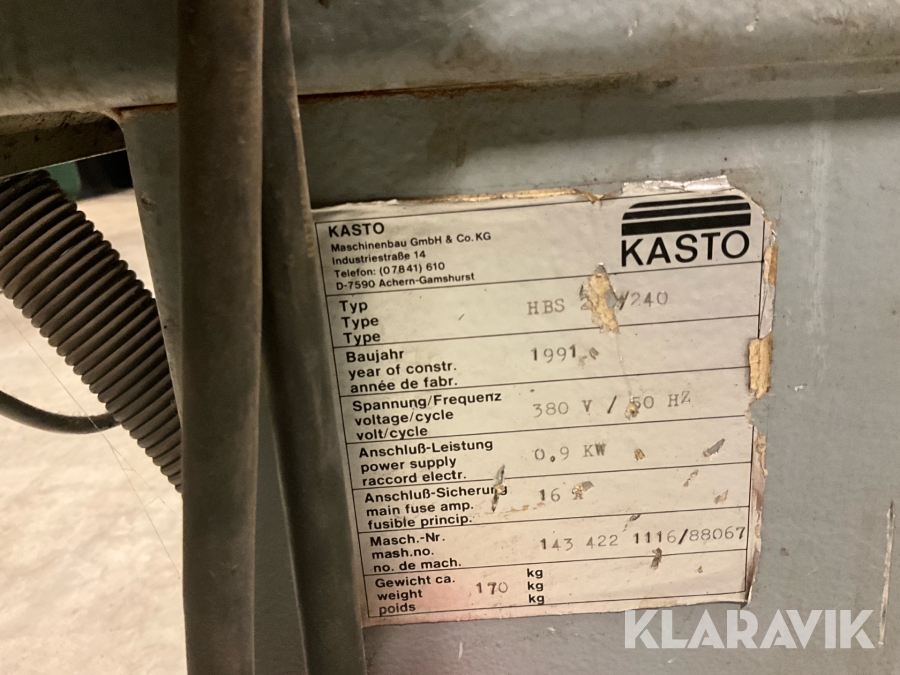 KASTO
Maschinenbau GmbH & Co. KG
Industriestraße 14
Telefon: (07841) 610
D-7590 Achern-Gamshurst
KASTO
Typ
Type
Type
HBS /240
Baujahr
year of constr.
année de fabr.
1991
Spannung/Frequenz
voltage/cycle
volt/cycle
380 V / 50 HZ
Anschluß-Leistung
power supply
raccord electr.
0,9 KW
Anschluß-Sicherung
main fuse amp.
fusible princip.
16
Masch.-Nr.
mash.no.
no. de mach.
143 422 1116/88067
Gewicht ca.
weight
poids
170
kg
kg
kg
KLARAVIK